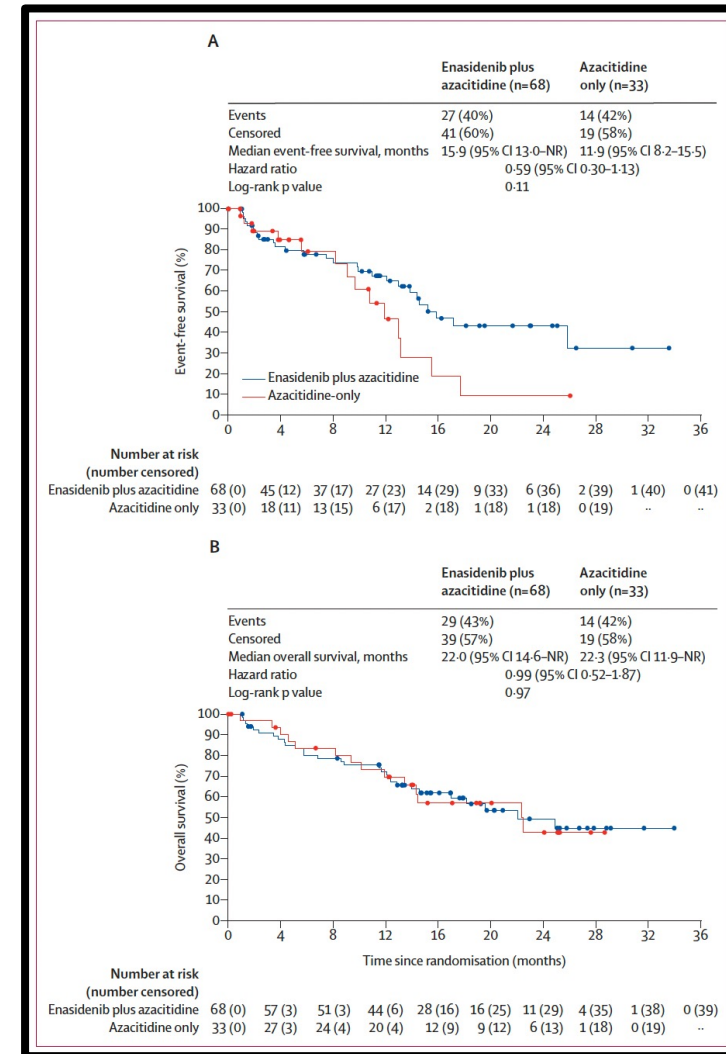 A
Enasidenib plus azacitidine (n=68) Azacitidine only (n=33)
Events 27 (40%) 14 (42%)
Censored 41 (60%) 19 (58%)
Median event-free survival, months 15·9 (95% CI 13·0–NR) 11·9 (95% CI 8·2–15·5)
Hazard ratio 0·59 (95% CI 0·30–1·13)
Log-rank p value 0·11
Event-free survival (%)
100
90
80
70
60
50
40
30
20
10
0
Enasidenib plus azacitidine
Azacitidine-only
0 4 8 12 16 20 24 28 32 36
Number at risk
(number censored)
Enasidenib plus azacitidine 68 (0) 45 (12) 37 (17) 27 (23) 14 (29) 9 (33) 6 (36) 2 (39) 1 (40) 0 (41)
Azacitidine only 33 (0) 18 (11) 13 (15) 6 (17) 2 (18) 1 (18) 1 (18) 0 (19) ·· ··
B
Enasidenib plus azacitidine (n=68) Azacitidine only (n=33)
Events 29 (43%) 14 (42%)
Censored 39 (57%) 19 (58%)
Median overall survival, months 22·0 (95% CI 14·6–NR) 22·3 (95% CI 11·9–NR)
Hazard ratio 0·99 (95% CI 0·52–1·87)
Log-rank p value 0·97
Overall survival (%)
100
90
80
70
60
50
40
30
20
10
0
0 4 8 12 16 20 24 28 32 36
Time since randomisation (months)
Number at risk
(number censored)
Enasidenib plus azacitidine 68 (0) 57 (3) 51 (3) 44 (6) 28 (16) 16 (25) 11 (29) 4 (35) 1 (38) 0 (39)
Azacitidine only 33 (0) 27 (3) 24 (4) 20 (4) 12 (9) 9 (12) 6 (13) 1 (18) 0 (19) ··